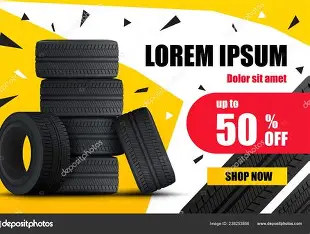 LOREM IPSUM
Dolor sit amet
up to
50 % OFF
SHOP NOW
depositphotos